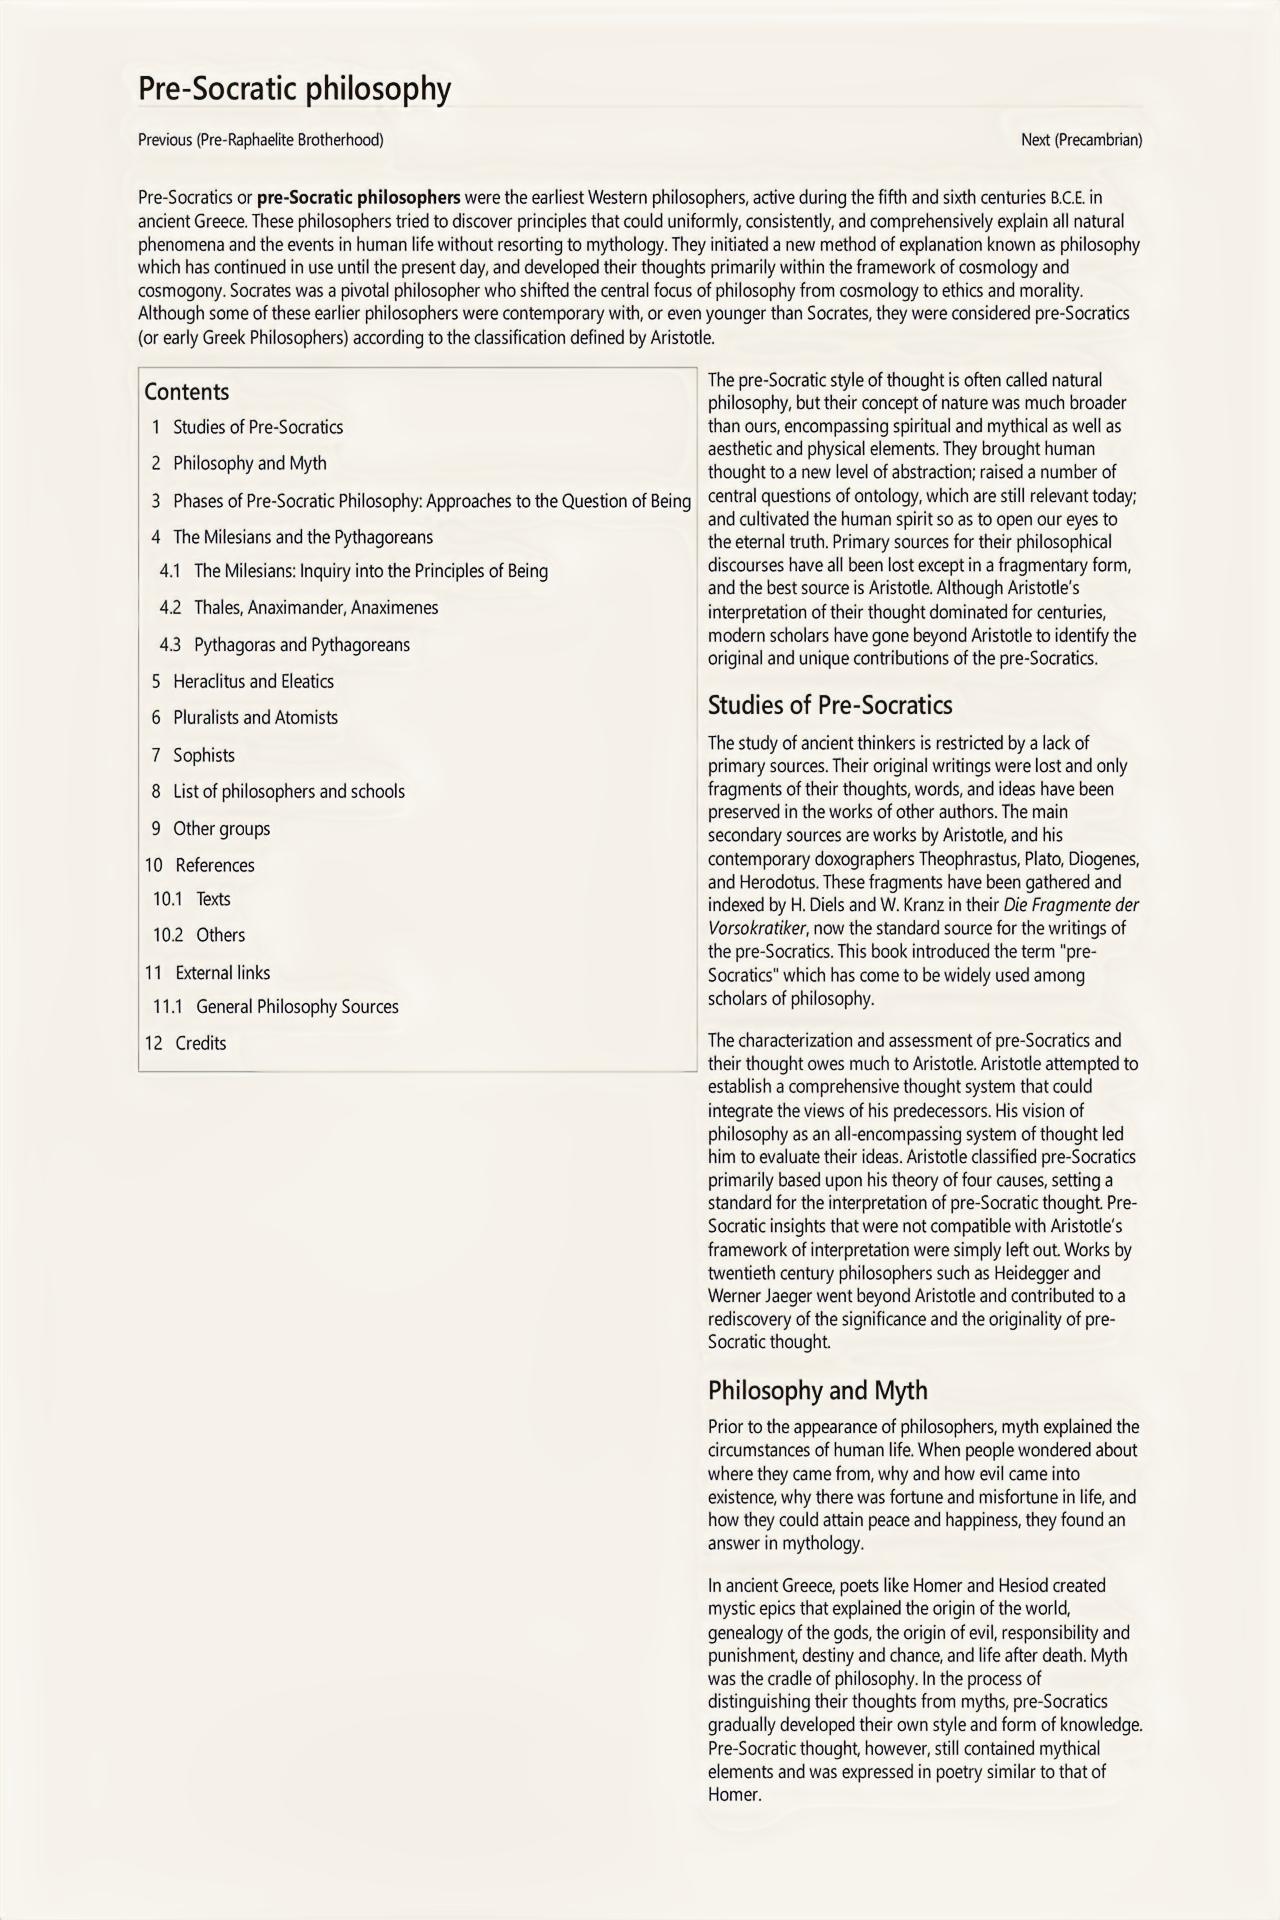 Pre-Socratic philosophy
Previous (Pre-Raphaelite Brotherhood)
Next (Precambrian)
Pre-Socratics or pre-Socratic philosophers were the earliest Western philosophers, active during the fifth and sixth centuries B.C.E. in
ancient Greece. These philosophers tried to discover principles that could uniformly, consistently, and comprehensively explain all natural
phenomena and the events in human life without resorting to mythology. They initiated a new method of explanation known as philosophy
which has continued in use until the present day, and developed their thoughts primarily within the framework of cosmology and
cosmogony. Socrates was a pivotal philosopher who shifted the central focus of philosophy from cosmology to ethics and morality.
Although some of these earlier philosophers were contemporary with, or even younger than Socrates, they were considered pre-Socratics
(or early Greek Philosophers) according to the classification defined by Aristotle.
Contents
1 Studies of Pre-Socratics
2 Philosophy and Myth
3 Phases of Pre-Socratic Philosophy: Approaches to the Question of Being
4 The Milesians and the Pythagoreans
4.1 The Milesians: Inquiry into the Principles of Being
4.2 Thales, Anaximander, Anaximenes
4.3 Pythagoras and Pythagoreans
5 Heraclitus and Eleatics
6 Pluralists and Atomists
7 Sophists
8 List of philosophers and schools
9 Other groups
10 References
10.1 Texts
10.2 Others
11 External links
11.1 General Philosophy Sources
12 Credits
The pre-Socratic style of thought is often called natural
philosophy, but their concept of nature was much broader
than ours, encompassing spiritual and mythical as well as
aesthetic and physical elements. They brought human
thought to a new level of abstraction; raised a number of
central questions of ontology, which are still relevant today;
and cultivated the human spirit so as to open our eyes to
the eternal truth. Primary sources for their philosophical
discourses have all been lost except in a fragmentary form,
and the best source is Aristotle. Although Aristotle's
interpretation of their thought dominated for centuries,
modern scholars have gone beyond Aristotle to identify the
original and unique contributions of the pre-Socratics.
Studies of Pre-Socratics
The study of ancient thinkers is restricted by a lack of
primary sources. Their original writings were lost and only
fragments of their thoughts, words, and ideas have been
preserved in the works of other authors. The main
secondary sources are works by Aristotle, and his
contemporary doxographers Theophrastus, Plato, Diogenes,
and Herodotus. These fragments have been gathered and
indexed by H. Diels and W. Kranz in their Die Fragmente der
Vorsokratiker, now the standard source for the writings of
the pre-Socratics. This book introduced the term "pre-
Socratics" which has come to be widely used among
scholars of philosophy.
The characterization and assessment of pre-Socratics and
their thought owes much to Aristotle. Aristotle attempted to
establish a comprehensive thought system that could
integrate the views of his predecessors. His vision of
philosophy as an all-encompassing system of thought led
him to evaluate their ideas. Aristotle classified pre-Socratics
primarily based upon his theory of four causes, setting a
standard for the interpretation of pre-Socratic thought. Pre-
Socratic insights that were not compatible with Aristotle's
framework of interpretation were simply left out. Works by
twentieth century philosophers such as Heidegger and
Werner Jaeger went beyond Aristotle and contributed to a
rediscovery of the significance and the originality of pre-
Socratic thought.
Philosophy and Myth
Prior to the appearance of philosophers, myth explained the
circumstances of human life. When people wondered about
where they came from, why and how evil came into
existence, why there was fortune and misfortune in life, and
how they could attain peace and happiness, they found an
answer in mythology.
In ancient Greece, poets like Homer and Hesiod created
mystic epics that explained the origin of the world,
genealogy of the gods, the origin of evil, responsibility and
punishment, destiny and chance, and life after death. Myth
was the cradle of philosophy. In the process of
distinguishing their thoughts from myths, pre-Socratics
gradually developed their own style and form of knowledge.
Pre-Socratic thought, however, still contained mythical
elements and was expressed in poetry similar to that of
Homer.